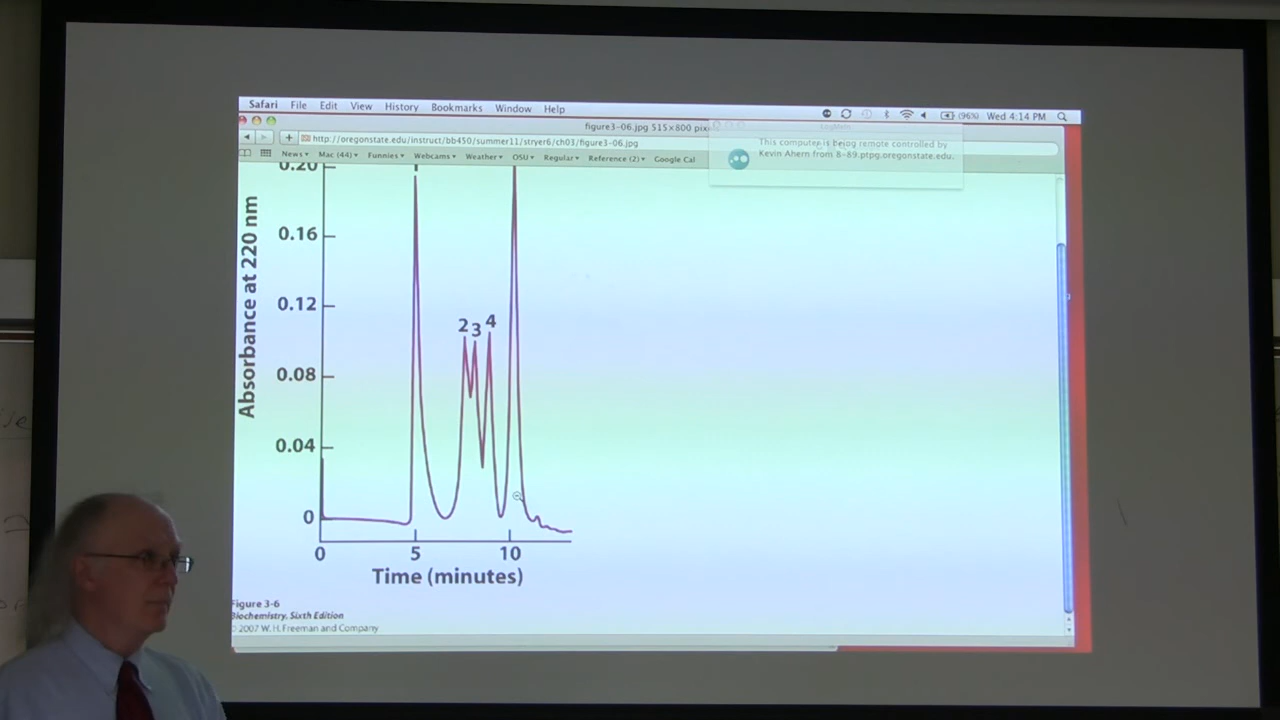 Safari File Edit View History Bookmarks Window Help (96%) Wed 4:14 PM
figure3-06.jpg 515×800 pix
http://oregonstate.edu/instruct/bb450/summer11/stryer6/ch03/figure3-06.jpg
This computer is being remote controlled by
Kevin Ahern from 8-89.ptpg.oregonstate.edu.
News Mac (44) Funnies Webcams Weather OSU Regular Reference (2) Google Cal
0.20
0.16
0.12
0.08
0.04
0
Absorbance at 220 nm
2 3 4
0 5 10
Time (minutes)
Figure 3-6
Biochemistry, Sixth Edition
© 2007 W. H. Freeman and Company